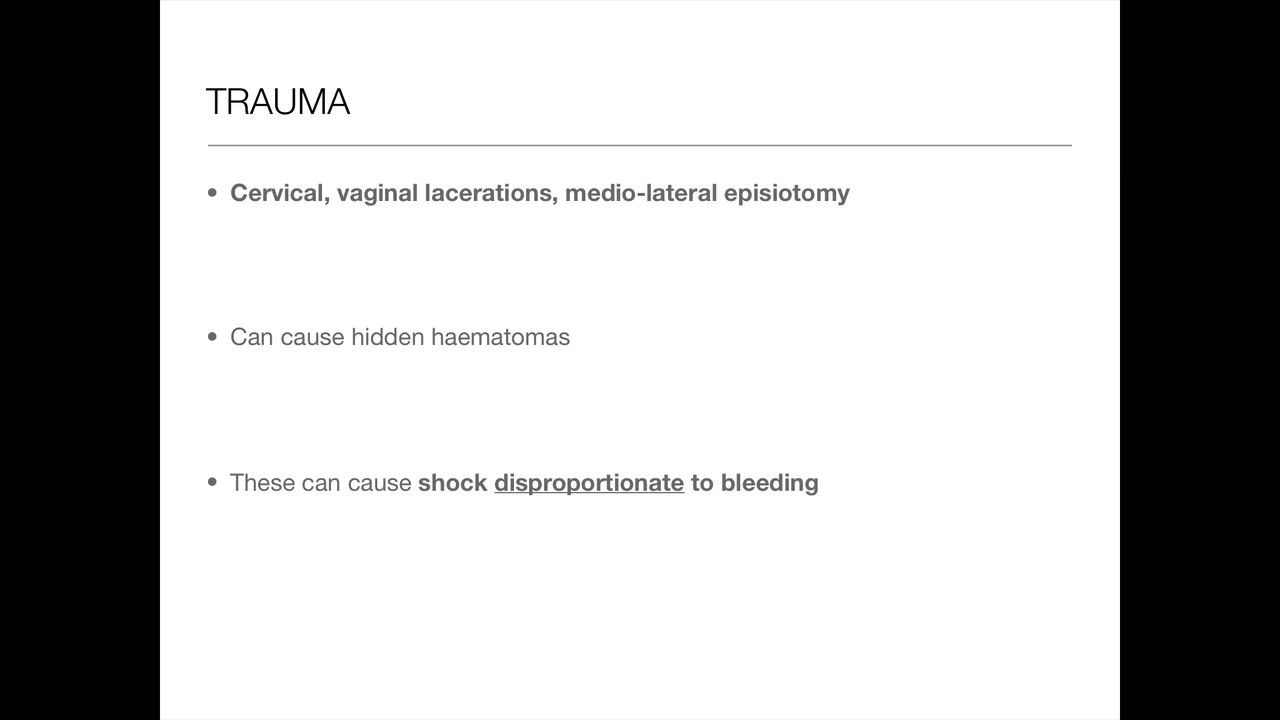 TRAUMA
• Cervical, vaginal lacerations, medio-lateral episiotomy
• Can cause hidden haematomas
• These can cause shock disproportionate to bleeding